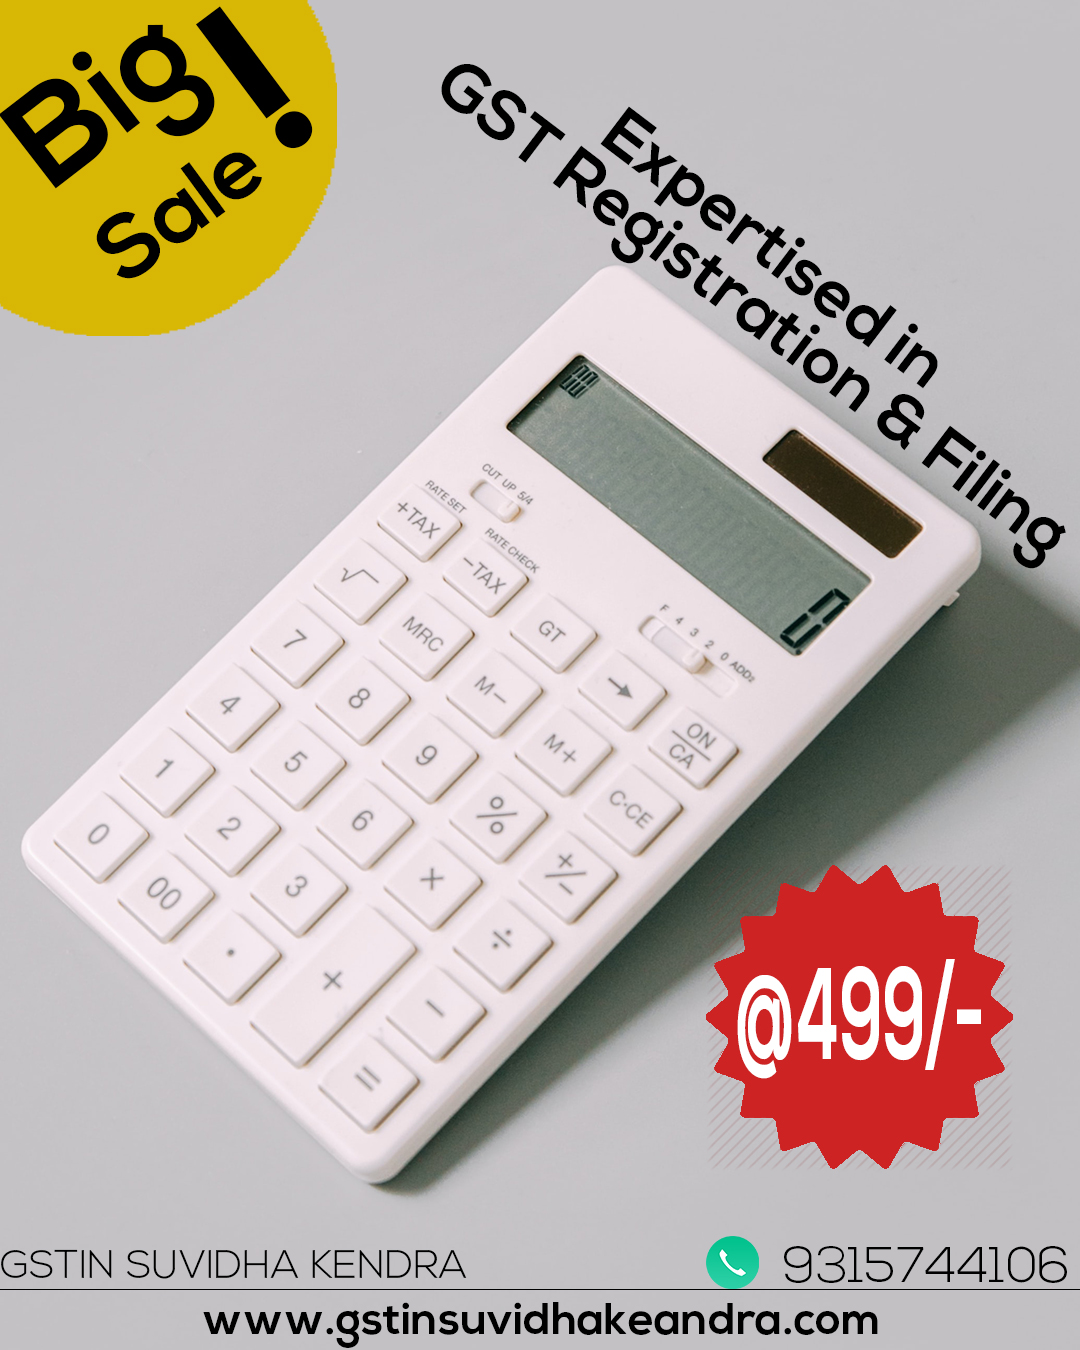 Big!
Sale
Expertised in
GST Registration & Filing
CUT UP 5/4
RATE SET
+TAX
RATE CHECK
-TAX
F 4 3 2 0 ADD2
0
√
MRC
GT
→
ON
CA
7
8
M-
M+
C·CE
4
5
9
%
+/-
1
2
6
×
÷
0
00
3
+
-
.
=
@499/-
GSTIN SUVIDHA KENDRA
9315744106
www.gstinsuvidhakeandra.com